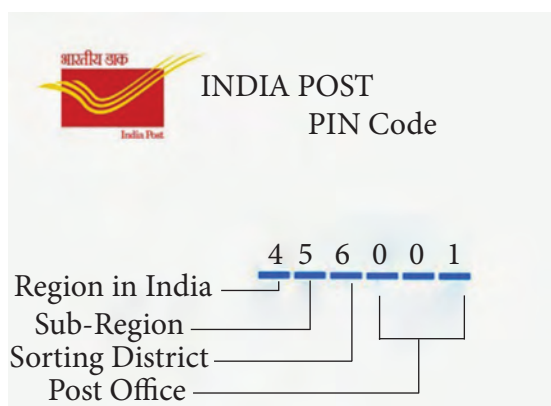 भारतीय डाक
India Post
INDIA POST
PIN Code
4 5 6 0 0 1
Region in India
Sub-Region
Sorting District
Post Office